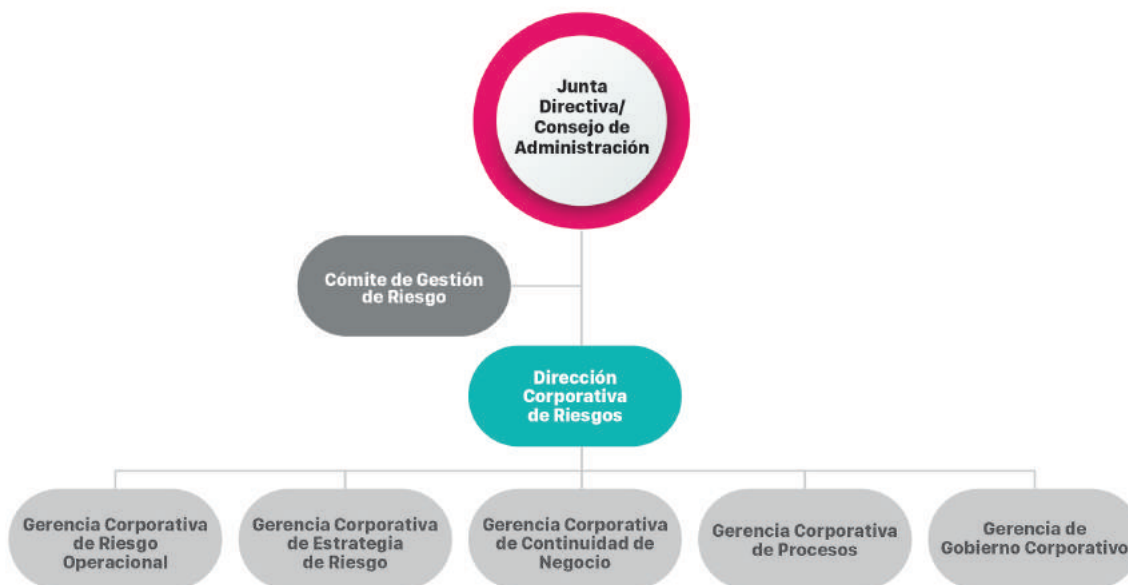 Junta
Directiva/
Consejo de
Administración
Cómite de Gestión
de Riesgo
Dirección
Corporativa
de Riesgos
Gerencia Corporativa
de Riesgo
Operacional
Gerencia Corporativa
de Estrategia
de Riesgo
Gerencia Corporativa
de Continuidad de
Negocio
Gerencia Corporativa
de Procesos
Gerencia de
Gobierno Corporativo